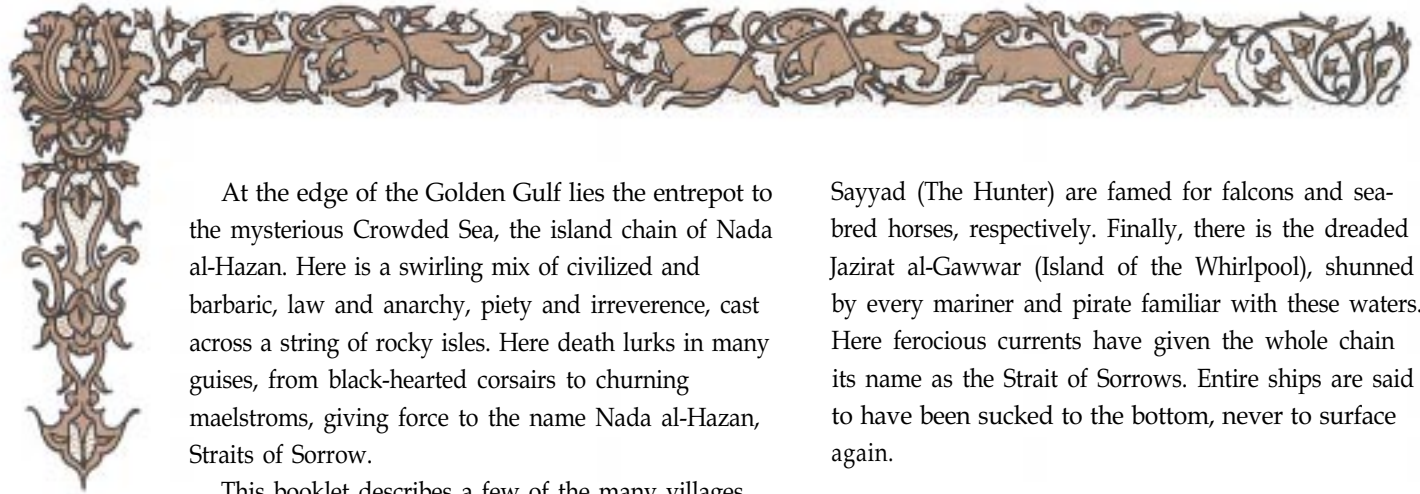 At the edge of the Golden Gulf lies the entrepot to
the mysterious Crowded Sea, the island chain of Nada
al-Hazan. Here is a swirling mix of civilized and
barbaric, law and anarchy, piety and irreverence, cast
across a string of rocky isles. Here death lurks in many
guises, from black-hearted corsairs to churning
maelstroms, giving force to the name Nada al-Hazan,
Straits of Sorrow.
This booklet describes a few of the many villages
Sayyad (The Hunter) are famed for falcons and sea-
bred horses, respectively. Finally, there is the dreaded
Jazirat al-Gawwar (Island of the Whirlpool), shunned
by every mariner and pirate familiar with these waters.
Here ferocious currents have given the whole chain
its name as the Strait of Sorrows. Entire ships are said
to have been sucked to the bottom, never to surface
again.